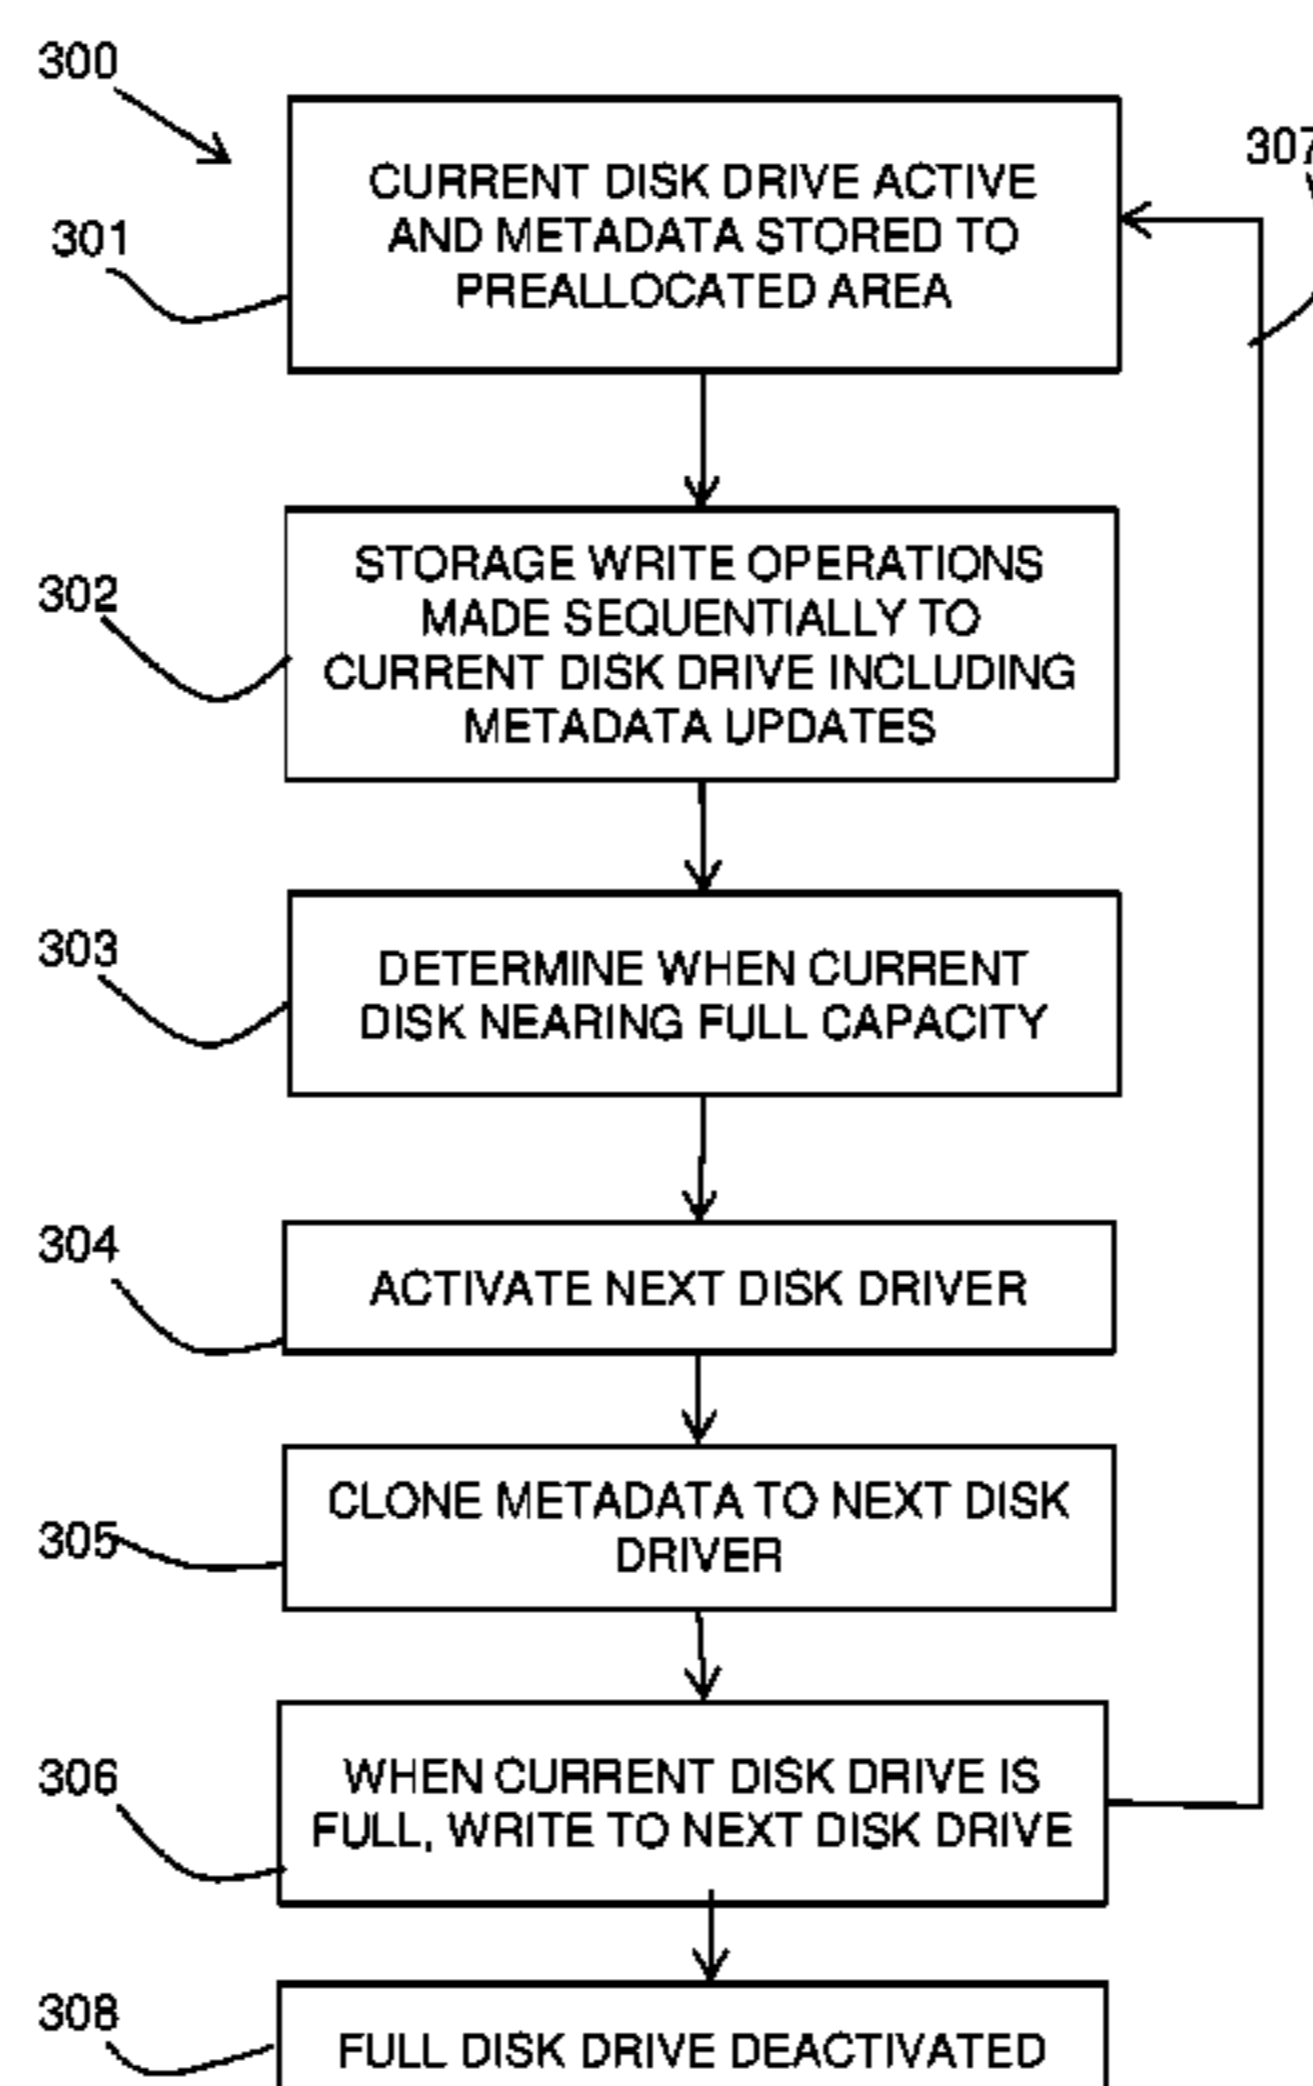 300
307
CURRENT DISK DRIVE ACTIVE
AND METADATA STORED TO
PREALLOCATED AREA
301
STORAGE WRITE OPERATIONS
MADE SEQUENTIALLY TO
CURRENT DISK DRIVE INCLUDING
METADATA UPDATES
302
303
DETERMINE WHEN CURRENT
DISK NEARING FULL CAPACITY
304
ACTIVATE NEXT DISK DRIVER
CLONE METADATA TO NEXT DISK
DRIVER
305
WHEN CURRENT DISK DRIVE IS
FULL, WRITE TO NEXT DISK DRIVE
306
308
FULL DISK DRIVE DEACTIVATED